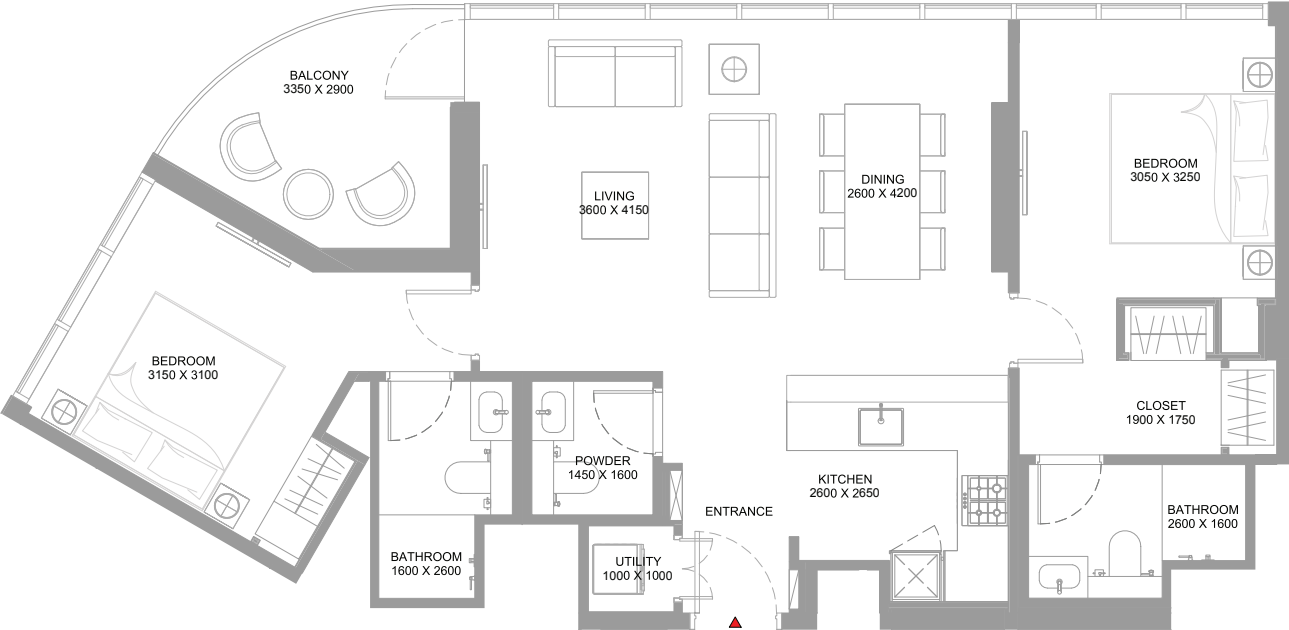 BALCONY
3350 X 2900
LIVING
3600 X 4150
DINING
2600 X 4200
BEDROOM
3050 X 3250
BEDROOM
3150 X 3100
CLOSET
1900 X 1750
POWDER
1450 X 1600
KITCHEN
2600 X 2650
ENTRANCE
BATHROOM
2600 X 1600
BATHROOM
1600 X 2600
UTILITY
1000 X 1000